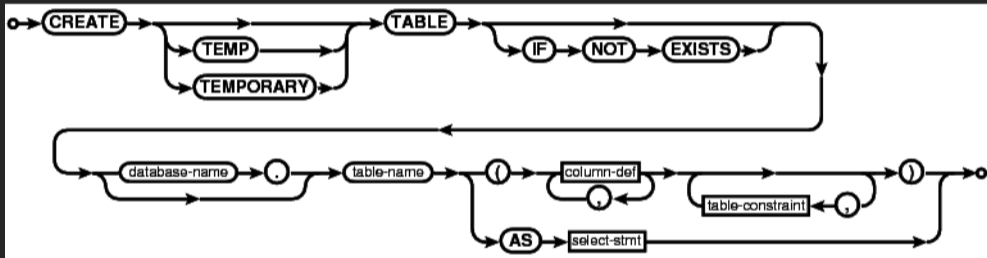 CREATE TABLE
TEMP IF NOT EXISTS
TEMPORARY
database-name . table-name ( column-def )
, table-constraint ,
AS select-stmt